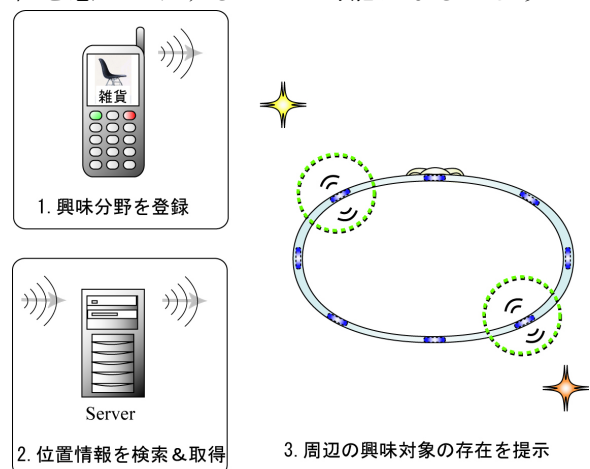 雑貨
1. 興味分野を登録
Server
2. 位置情報を検索&取得
3. 周辺の興味対象の存在を提示